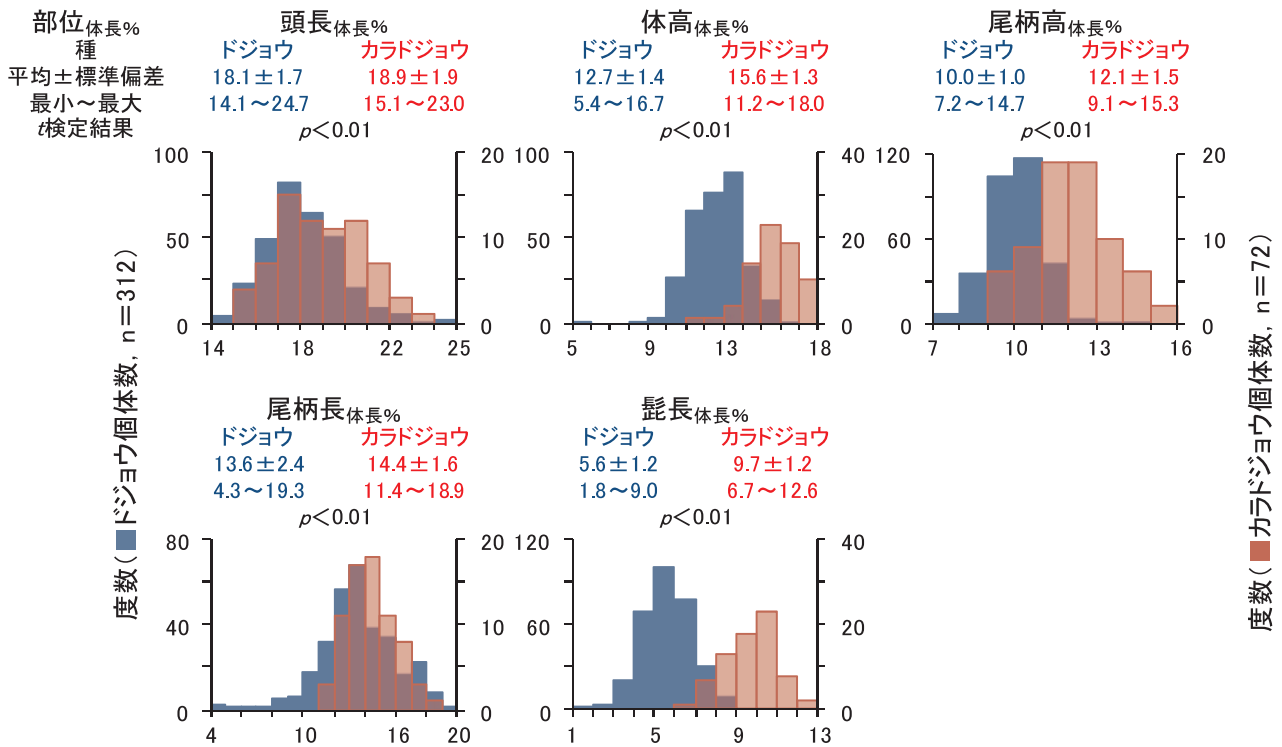 部位体長% 頭長体長% 体高体長% 尾柄高体長%
種 ドジョウ カラドジョウ ドジョウ カラドジョウ ドジョウ カラドジョウ
平均±標準偏差 18.1±1.7 18.9±1.9 12.7±1.4 15.6±1.3 10.0±1.0 12.1±1.5
最小～最大 14.1～24.7 15.1～23.0 5.4～16.7 11.2～18.0 7.2～14.7 9.1～15.3
t検定結果 p＜0.01 p＜0.01 p＜0.01
100 20 100 40 120 20
50 10 50 20 60 10
0 0 0 0 0 0
14 18 22 25 5 9 13 18 7 10 13 16
尾柄長体長% 髭長体長%
ドジョウ カラドジョウ ドジョウ カラドジョウ
13.6±2.4 14.4±1.6 5.6±1.2 9.7±1.2
4.3～19.3 11.4～18.9 1.8～9.0 6.7～12.6
p＜0.01 p＜0.01
80 20 120 40
40 10 60 20
0 0 0 0
4 10 16 20 1 5 9 13
度数(■ドジョウ個体数, n＝312)
度数(■カラドジョウ個体数, n＝72)